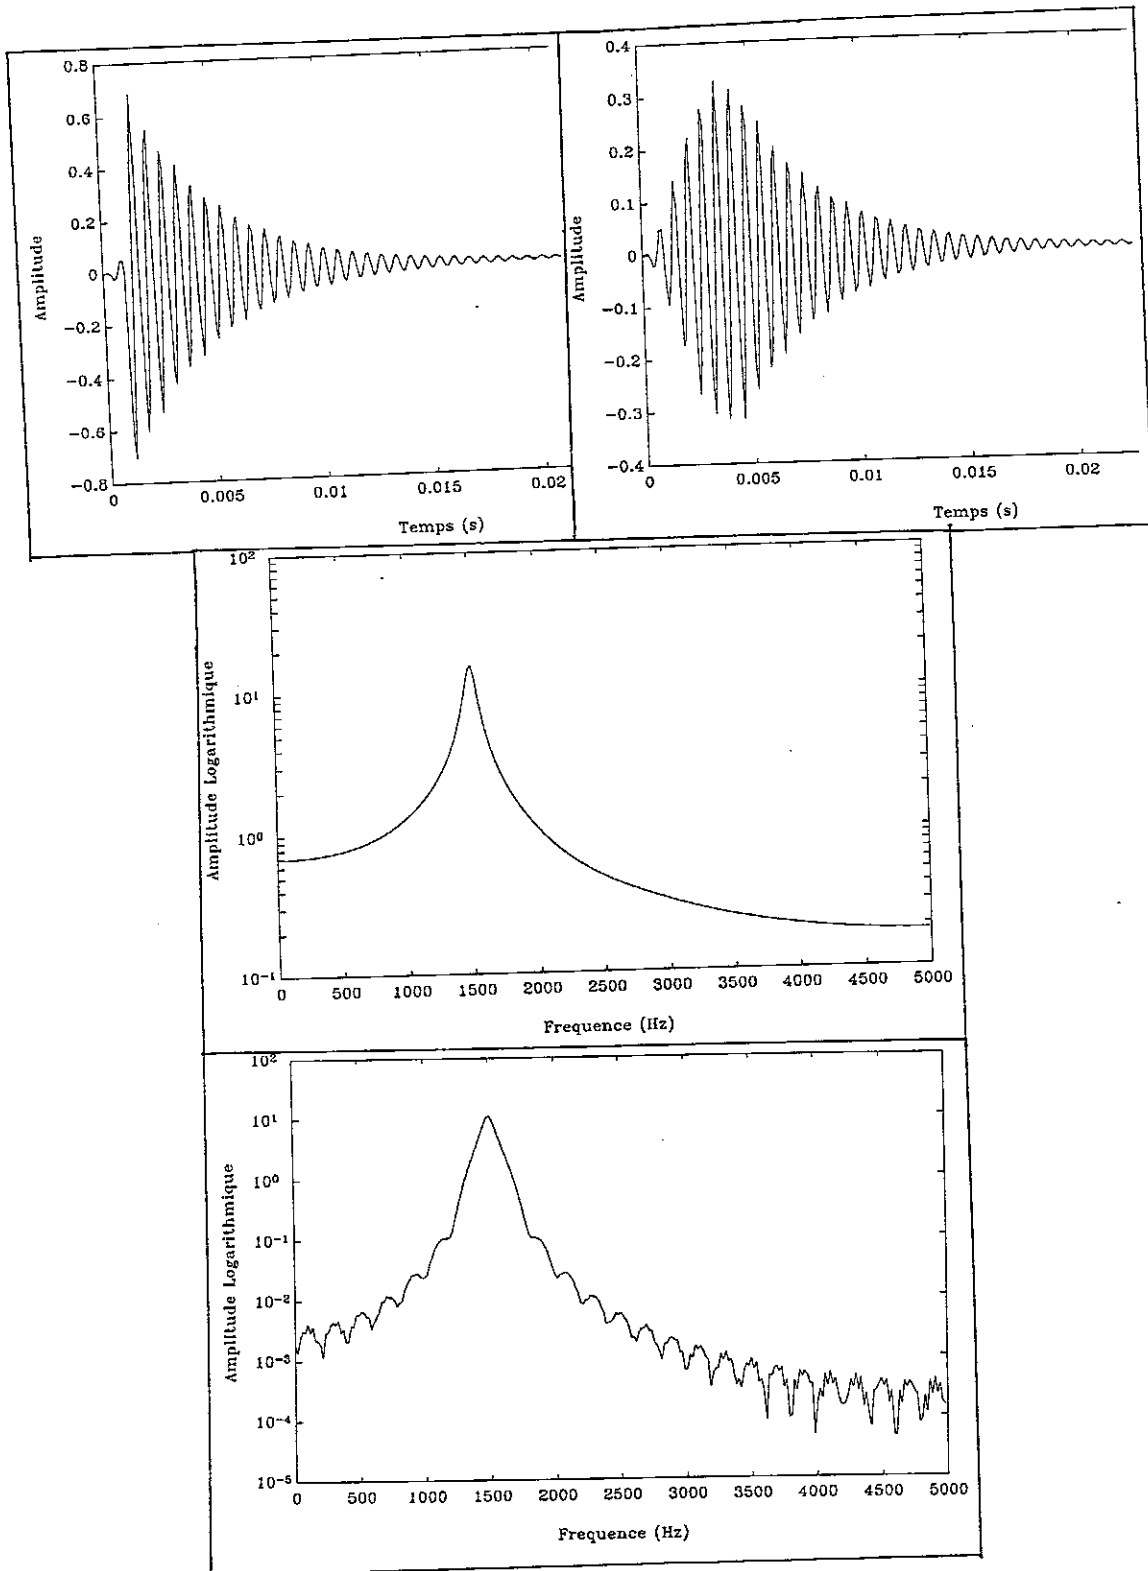 0.8
0.6
0.4
0.2
0
-0.2
-0.4
-0.6
-0.8
Amplitude
0 0.005 0.01 0.015 0.02
Temps (s)
0.4
0.3
0.2
0.1
0
-0.1
-0.2
-0.3
-0.4
Amplitude
0 0.005 0.01 0.015 0.02
Temps (s)
10²
10¹
10⁰
10⁻¹
Amplitude Logarithmique
0 500 1000 1500 2000 2500 3000 3500 4000 4500 5000
Frequence (Hz)
10²
10¹
10⁰
10⁻¹
10⁻²
10⁻³
10⁻⁴
10⁻⁵
Amplitude Logarithmique
0 500 1000 1500 2000 2500 3000 3500 4000 4500 5000
Frequence (Hz)